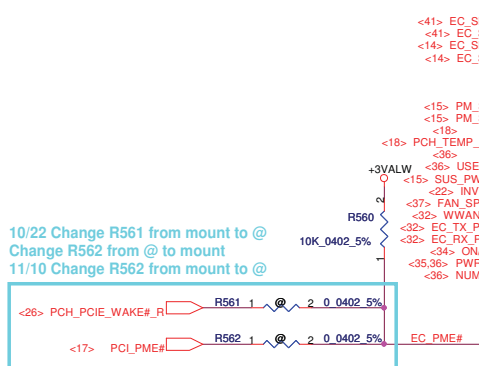 <41> EC_S
<41> EC_
<14> EC_S
<14> EC_
<15> PM_
<15> PM_
<18>
<18> PCH_TEMP_
<36>
+3VALW
<36> USE
<15> SUS_PW
<22> INV
<37> FAN_SP
<32> WWAN
<32> EC_TX_P
<32> EC_RX_P
<34> ON
<35,36> PWR
<36> NUM
2
R560
10K_0402_5%
1
10/22 Change R561 from mount to @
Change R562 from @ to mount
11/10 Change R562 from mount to @
<26> PCH_PCIE_WAKE#_R R561 1 @ 2 0_0402_5%
<17> PCI_PME# R562 1 @ 2 0_0402_5% EC_PME#